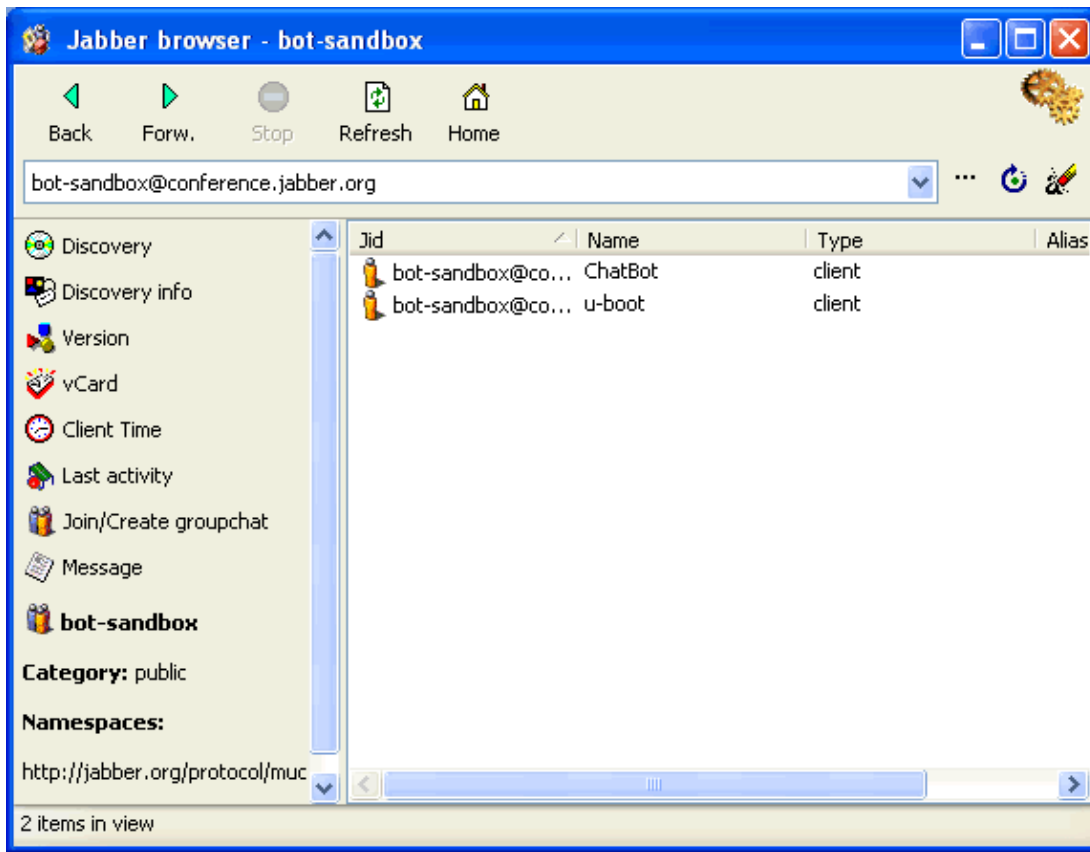 Jabber browser - bot-sandbox
Back Forw. Stop Refresh Home
bot-sandbox@conference.jabber.org ...
Discovery
Discovery info
Version
vCard
Client Time
Last activity
Join/Create groupchat
Message
bot-sandbox
Category: public
Namespaces:
http://jabber.org/protocol/muc
Jid Name Type Alias
bot-sandbox@co... ChatBot client
bot-sandbox@co... u-boot client
2 items in view